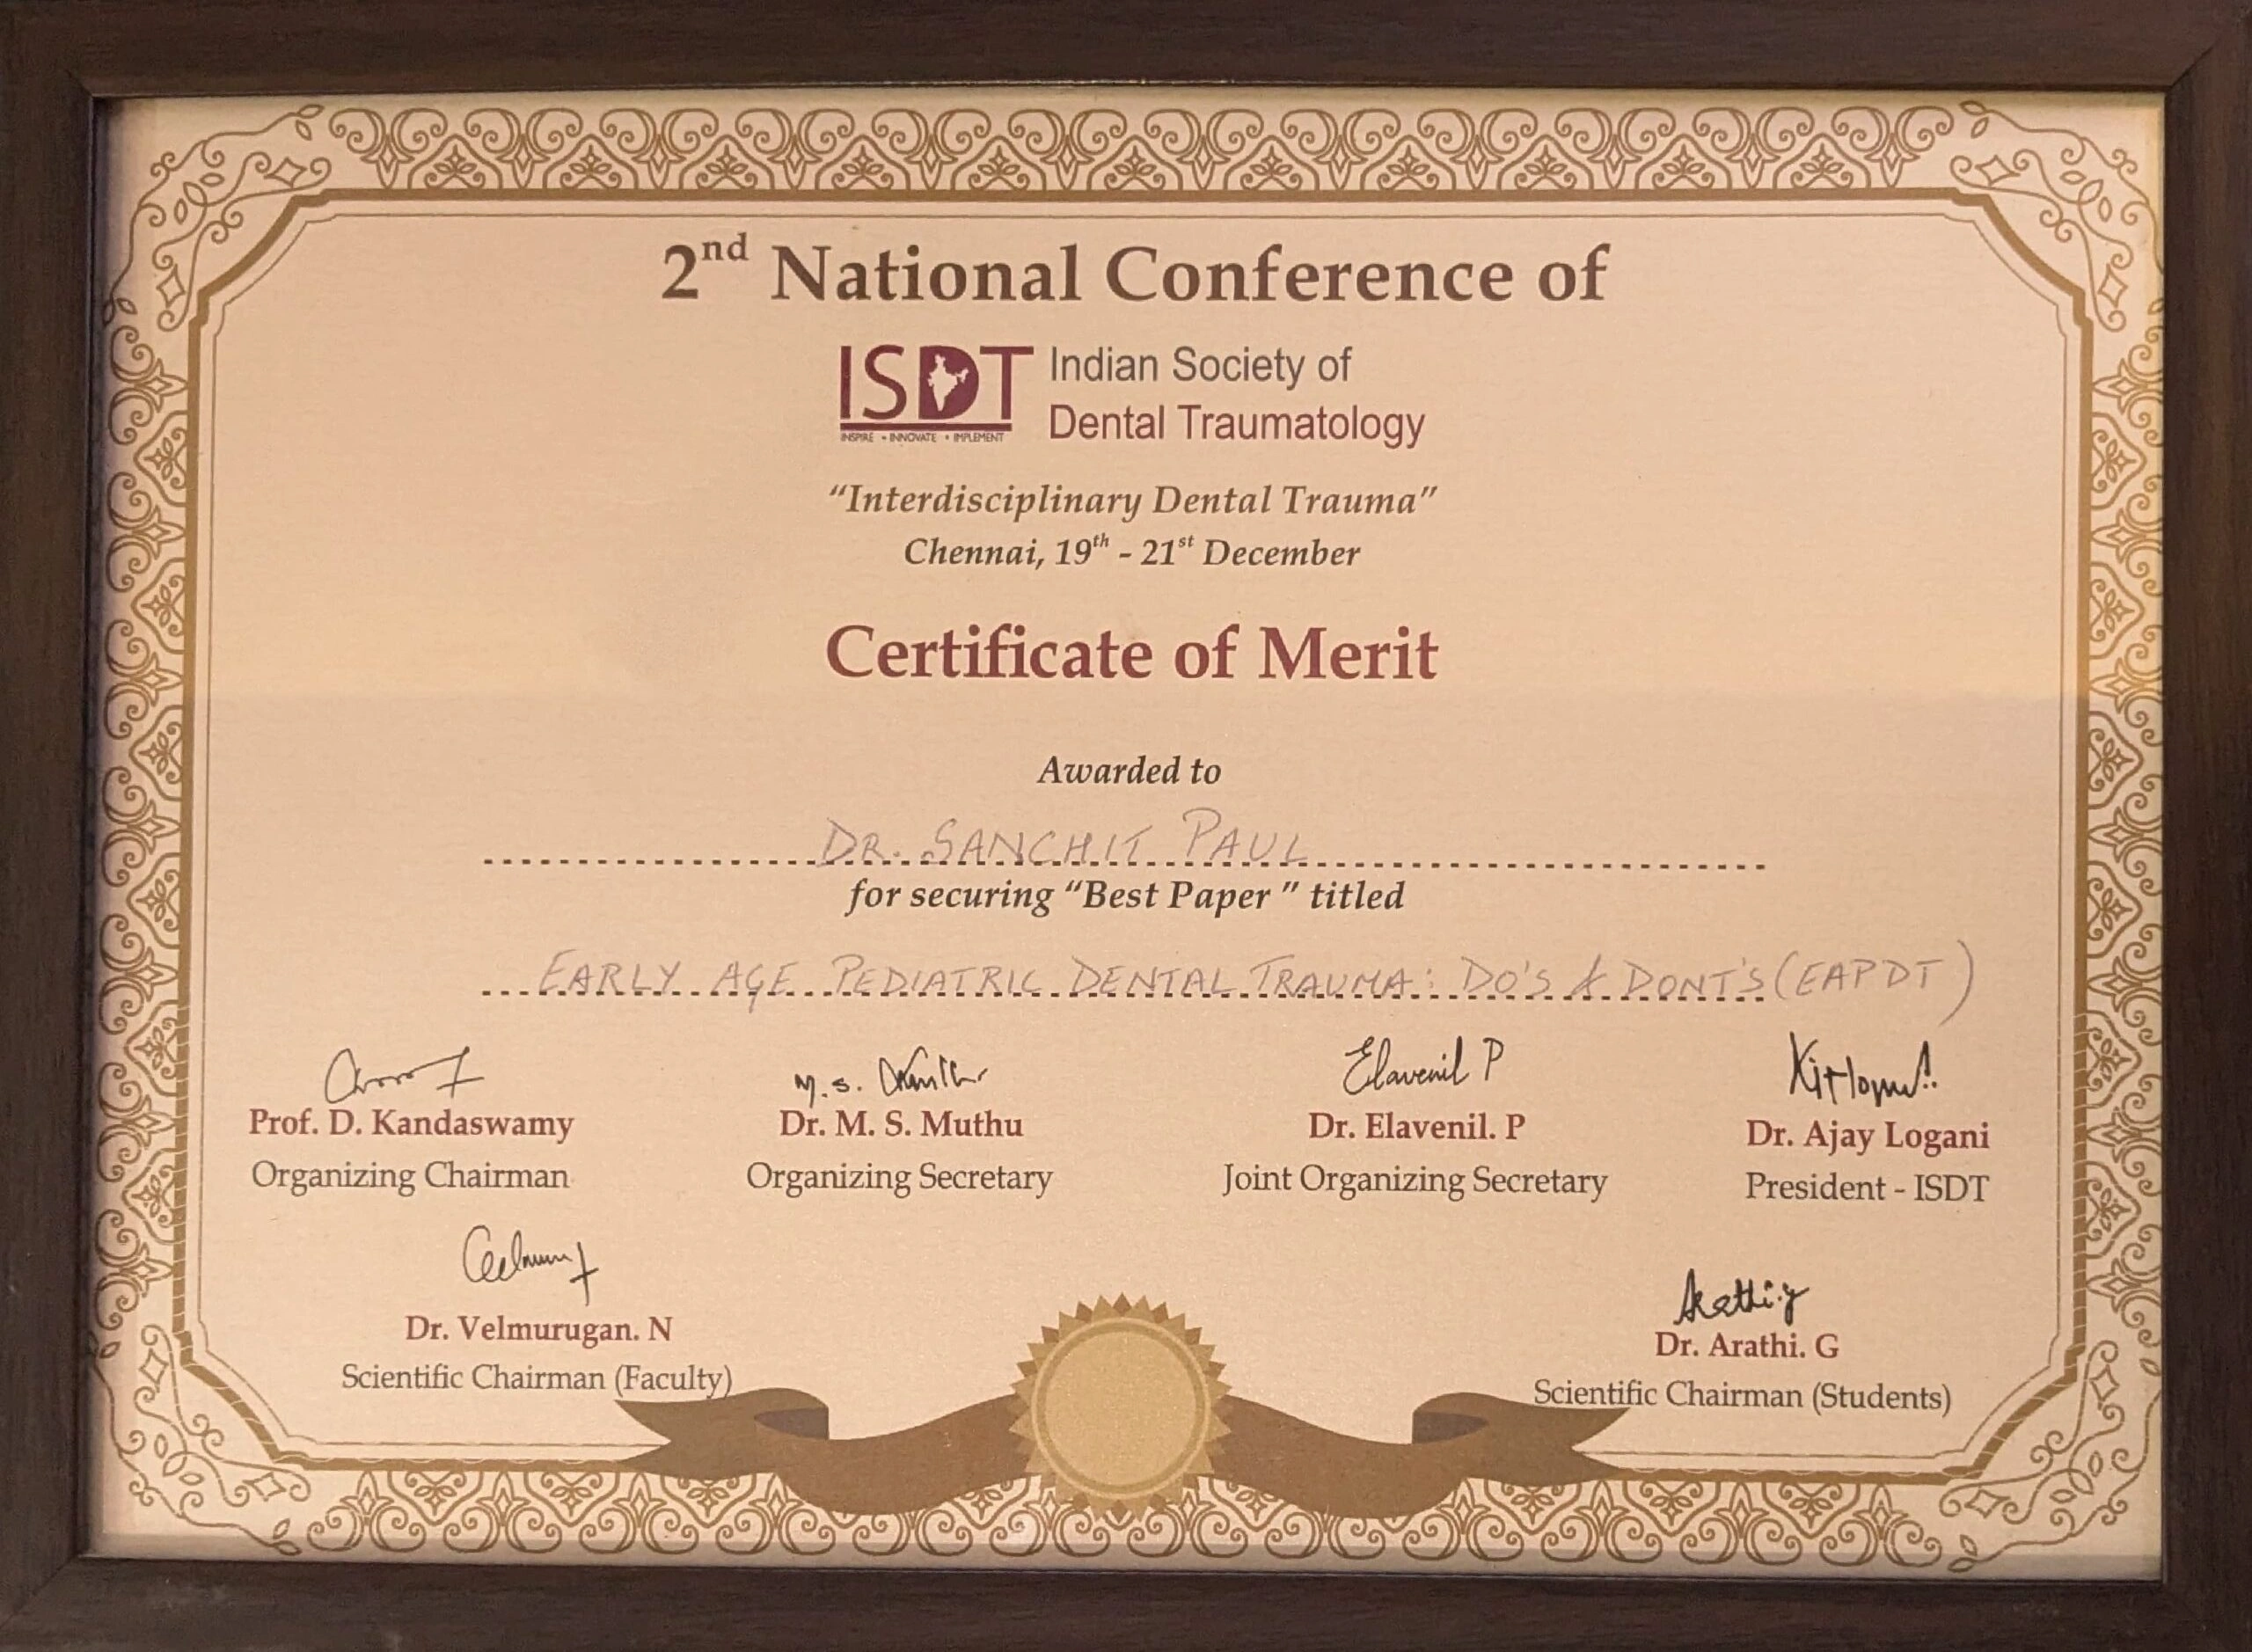 2nd National Conference of
ISDT Indian Society of
Dental Traumatology
INSPIRE • INNOVATE • IMPLEMENT
“Interdisciplinary Dental Trauma”
Chennai, 19th - 21st December
Certificate of Merit
Awarded to
DR. SANCHIT PAUL
for securing “Best Paper ” titled
EARLY AGE PEDIATRIC DENTAL TRAUMA: DO'S & DONT'S (EAPDT)
M.S. Elavenil P
Prof. D. Kandaswamy Dr. M. S. Muthu Dr. Elavenil. P Dr. Ajay Logani
Organizing Chairman Organizing Secretary Joint Organizing Secretary President - ISDT
Arathi.g
Dr. Velmurugan. N Dr. Arathi. G
Scientific Chairman (Faculty) Scientific Chairman (Students)